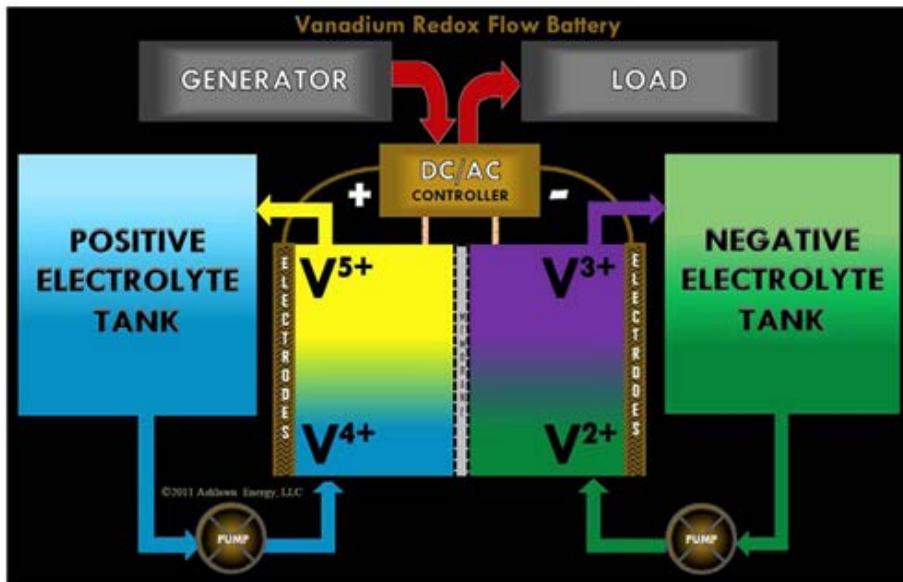 Vanadium Redox Flow Battery
GENERATOR
LOAD
DC/AC
CONTROLLER
+
-
POSITIVE
ELECTROLYTE
TANK
ELECTRODES
V5+
V4+
MEMBRANE
V3+
V2+
ELECTRODES
NEGATIVE
ELECTROLYTE
TANK
©2011 Ashlawn Energy, LLC
PUMP
PUMP